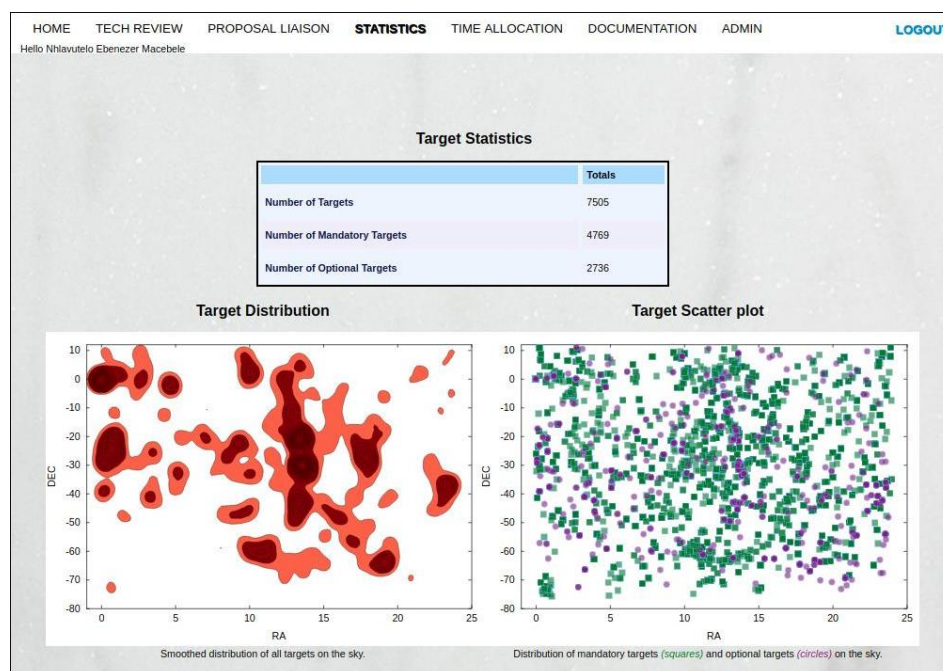 HOME TECH REVIEW PROPOSAL LIAISON STATISTICS TIME ALLOCATION DOCUMENTATION ADMIN LOGOUT
Hello Nhlavutelo Ebenezer Macebele
Target Statistics
Totals
Number of Targets 7505
Number of Mandatory Targets 4769
Number of Optional Targets 2736
Target Distribution
10
0
-10
-20
-30
-40
-50
-60
-70
-80
DEC
0 5 10 15 20 25
RA
Smoothed distribution of all targets on the sky.
Target Scatter plot
10
0
-10
-20
-30
-40
-50
-60
-70
-80
DEC
0 5 10 15 20 25
RA
Distribution of mandatory targets (squares) and optional targets (circles) on the sky.